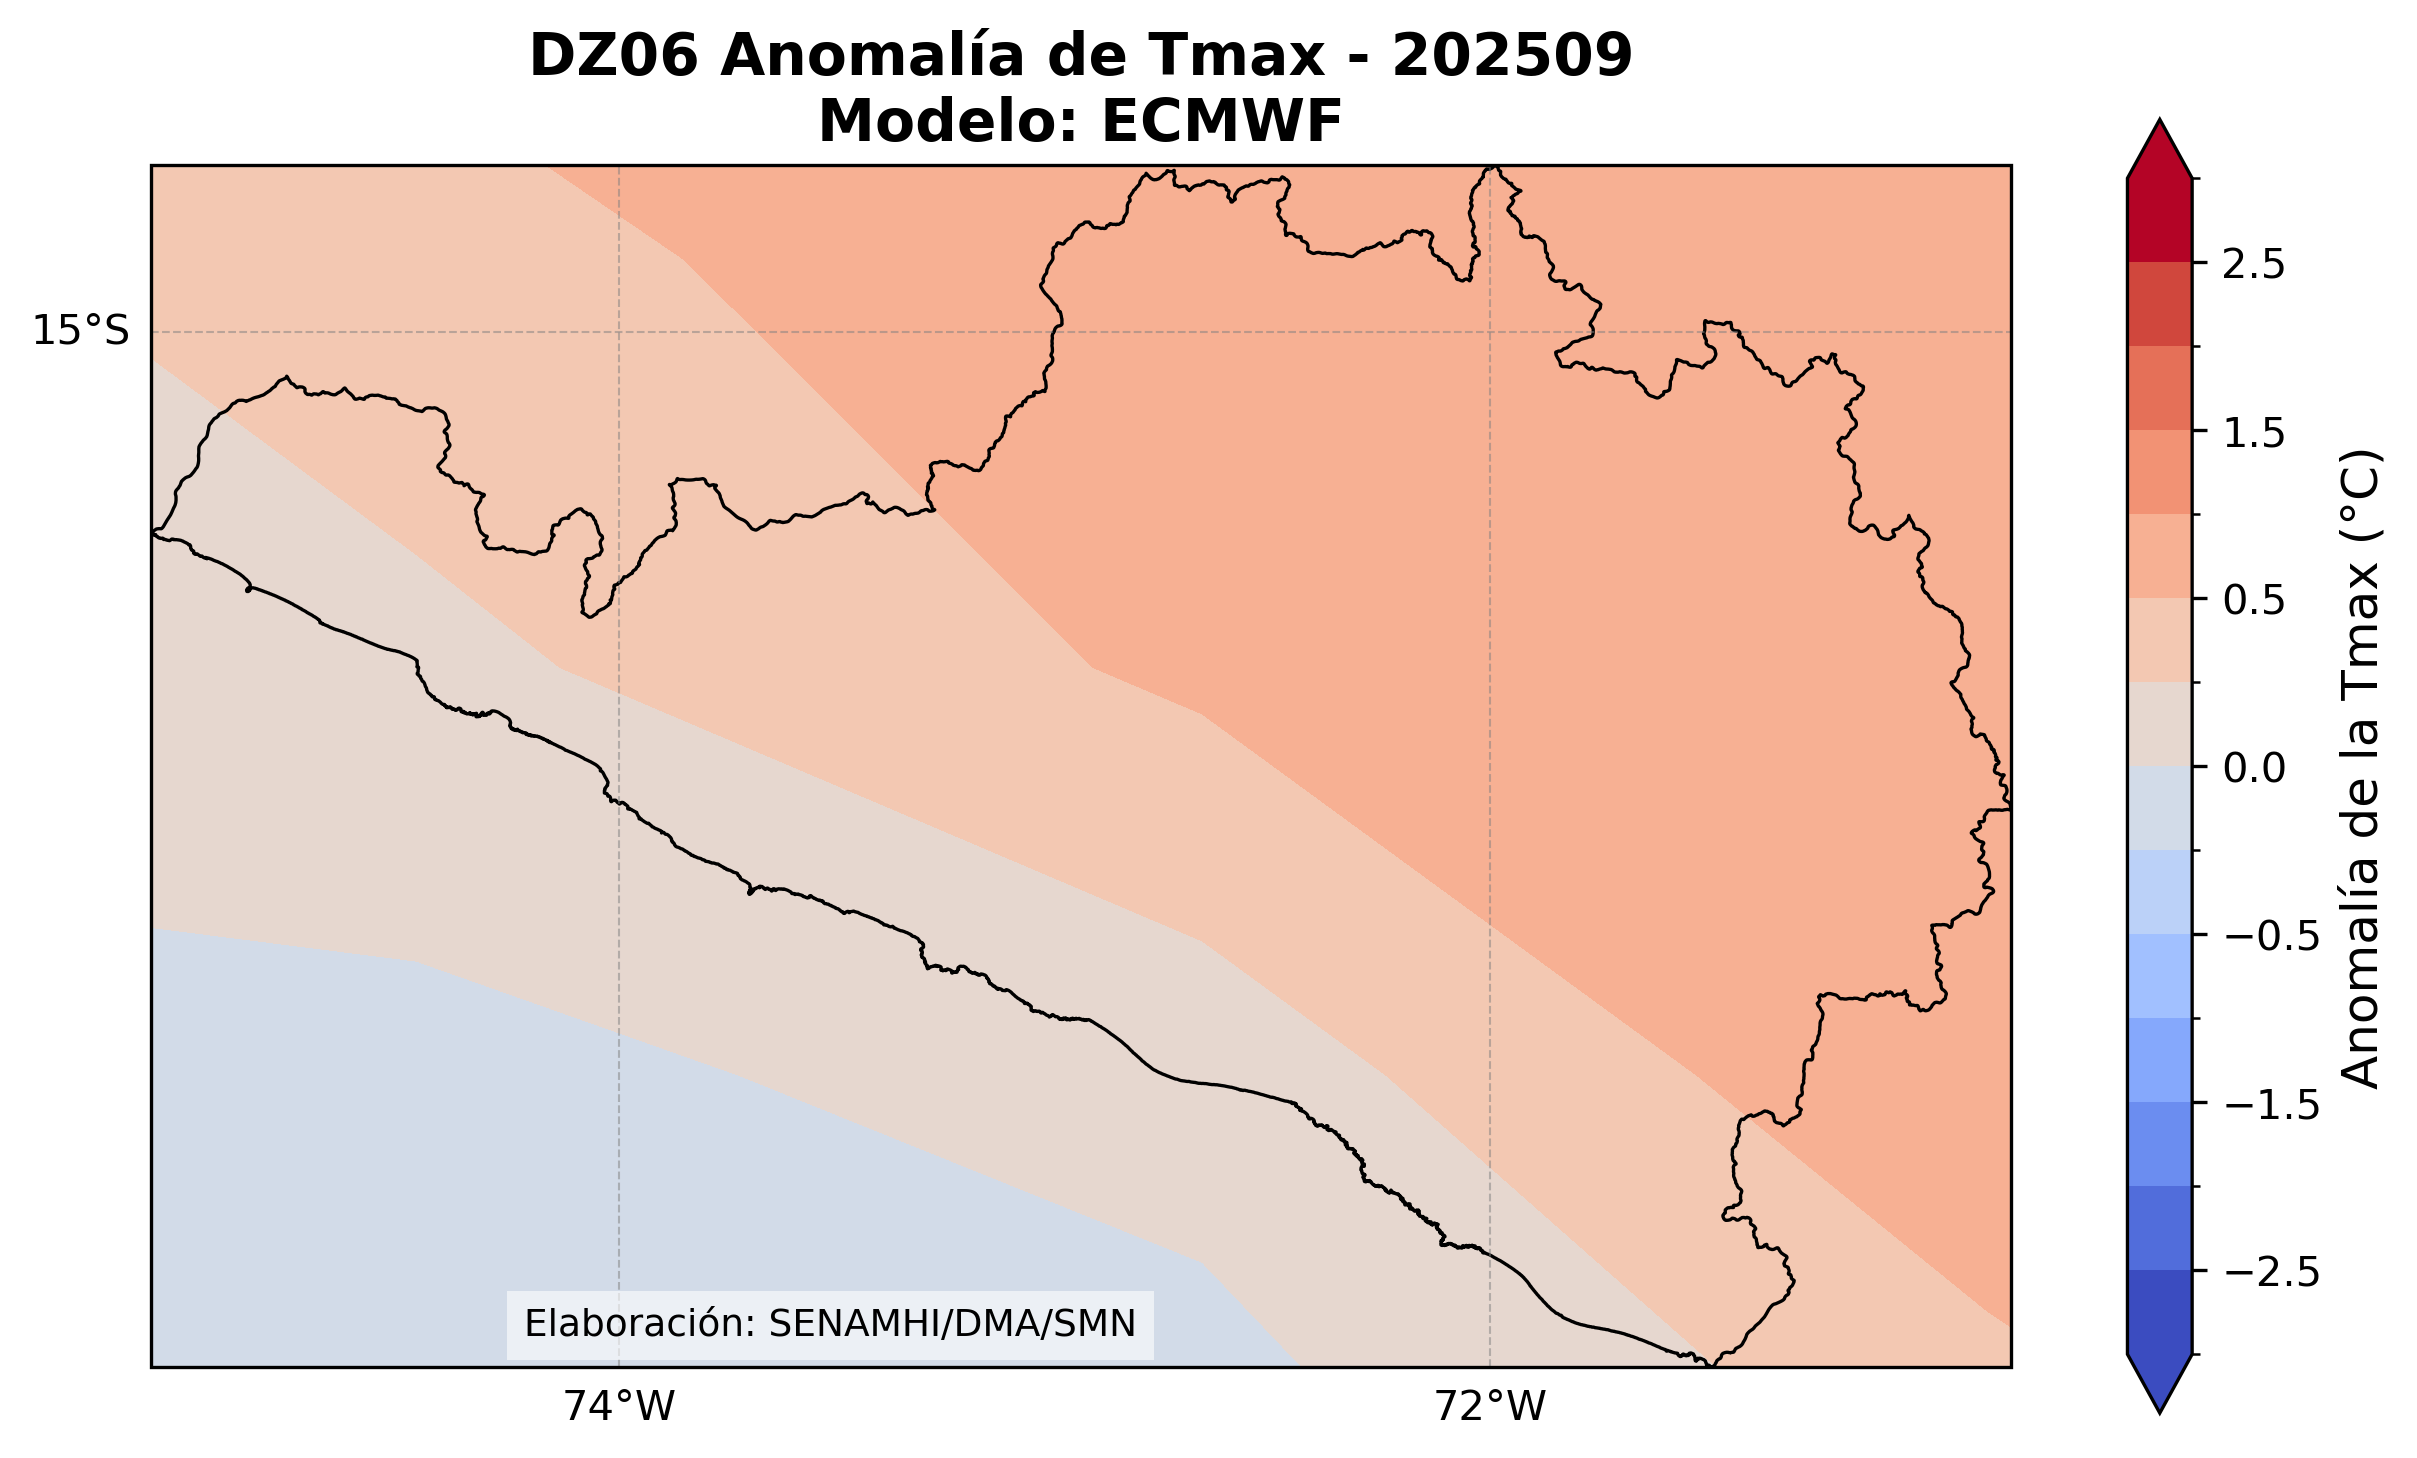 DZ06 Anomalía de Tmax - 202509
Modelo: ECMWF
15°S
74°W
72°W
Elaboración: SENAMHI/DMA/SMN
2.5
1.5
0.5
0.0
−0.5
−1.5
−2.5
Anomalía de la Tmax (°C)